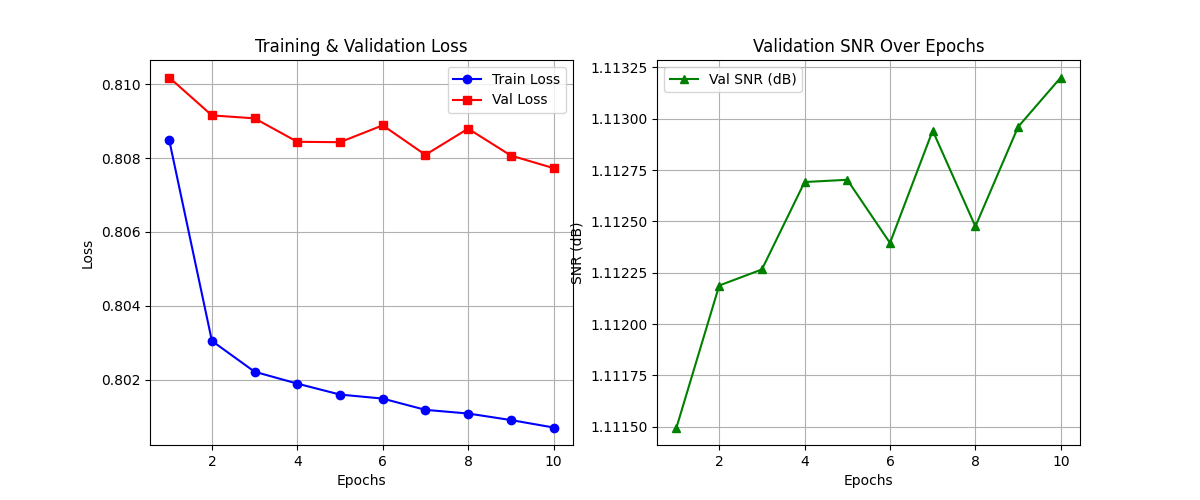 Training & Validation Loss
Train Loss
Val Loss
0.810
0.808
0.806
0.804
0.802
Loss
2
4
6
8
10
Epochs
Validation SNR Over Epochs
Val SNR (dB)
1.11325
1.11300
1.11275
1.11250
1.11225
1.11200
1.11175
1.11150
SNR (dB)
2
4
6
8
10
Epochs